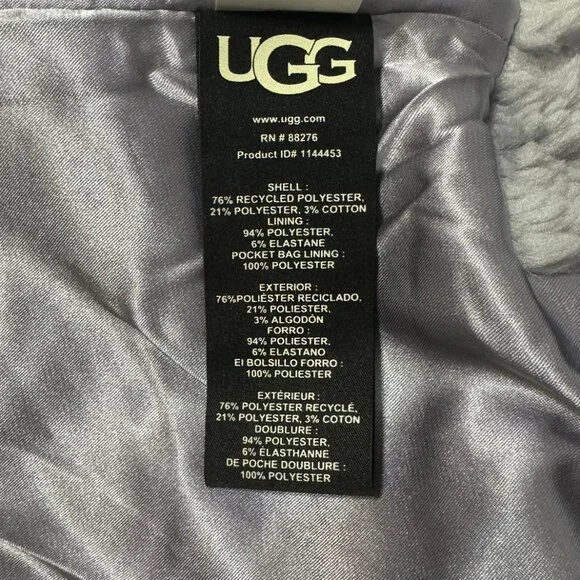 UGG
www.ugg.com
RN # 88276
Product ID# 1144453
SHELL :
76% RECYCLED POLYESTER,
21% POLYESTER, 3% COTTON
LINING :
94% POLYESTER,
6% ELASTANE
POCKET BAG LINING :
100% POLYESTER
EXTERIOR :
76%POLIÉSTER RECICLADO,
21% POLIÉSTER,
3% ALGODÓN
FORRO :
94% POLIÉSTER,
6% ELASTANO
El BOLSILLO FORRO :
100% POLIESTER
EXTÉRIEUR :
76% POLYESTER RECYCLÉ,
21% POLYESTER, 3% COTON
DOUBLURE :
94% POLYESTER,
6% ÉLASTHANNE
DE POCHE DOUBLURE :
100% POLYESTER